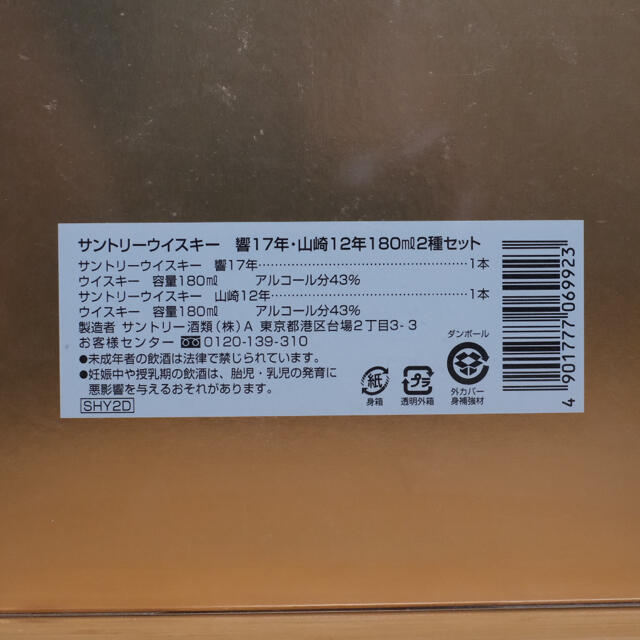 サントリーウイスキー 響17年・山崎12年180ml2種セット
サントリーウイスキー 響17年……………………………1本
ウイスキー 容量180ml アルコール分43%
サントリーウイスキー 山崎12年……………………………1本
ウイスキー 容量180ml アルコール分43%
製造者 サントリー酒類(株)A 東京都港区台場2丁目3-3
お客様センター 0120-139-310
●未成年者の飲酒は法律で禁じられています。
●妊娠中や授乳期の飲酒は、胎児・乳児の発育に
悪影響を与えるおそれがあります。
SHY2D
紙
身箱
プラ
透明外箱
ダンボール
外カバー
身補強材
4 901777 069923